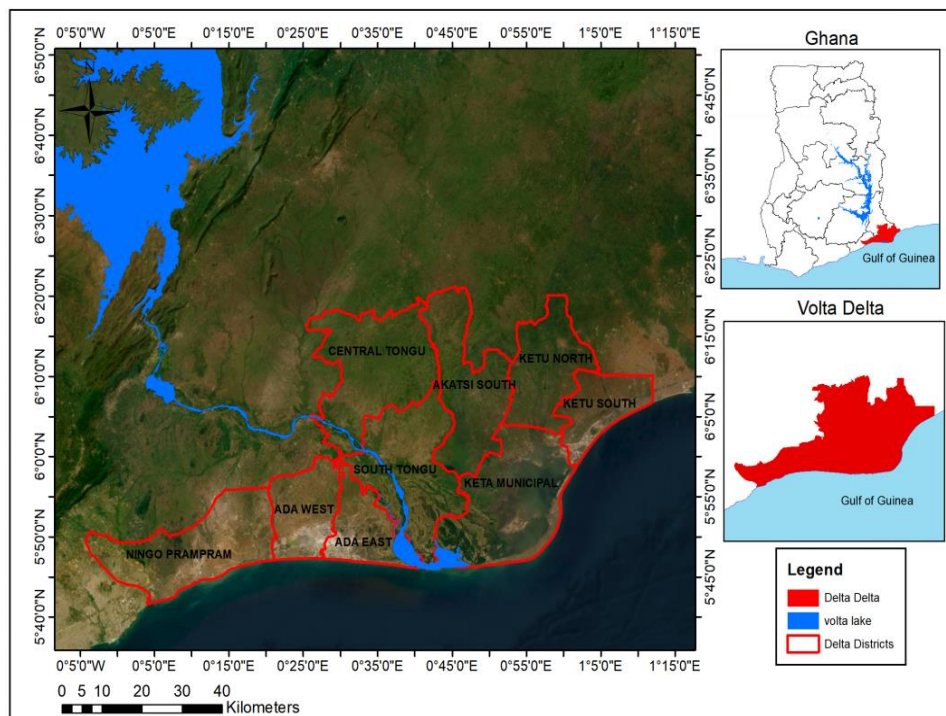 0°5'0"W 0°5'0"E 0°15'0"E 0°25'0"E 0°35'0"E 0°45'0"E 0°55'0"E 1°5'0"E 1°15'0"E
6°50'0"N
6°40'0"N
6°30'0"N
6°20'0"N
6°10'0"N
6°0'0"N
5°50'0"N
5°40'0"N
N
CENTRAL TONGU
KETU NORTH
AKATSI SOUTH
KETU SOUTH
SOUTH TONGU
KETA MUNICIPAL
ADA WEST
ADA EAST
NINGO PRAMPRAM
6°45'0"N
6°35'0"N
6°25'0"N
6°15'0"N
6°5'0"N
5°55'0"N
5°45'0"N
0°5'0"W 0°5'0"E 0°15'0"E 0°25'0"E 0°35'0"E 0°45'0"E 0°55'0"E 1°5'0"E 1°15'0"E
0 5 10 20 30 40
Kilometers
Ghana
Gulf of Guinea
Volta Delta
Gulf of Guinea
Legend
Delta Delta
volta lake
Delta Districts